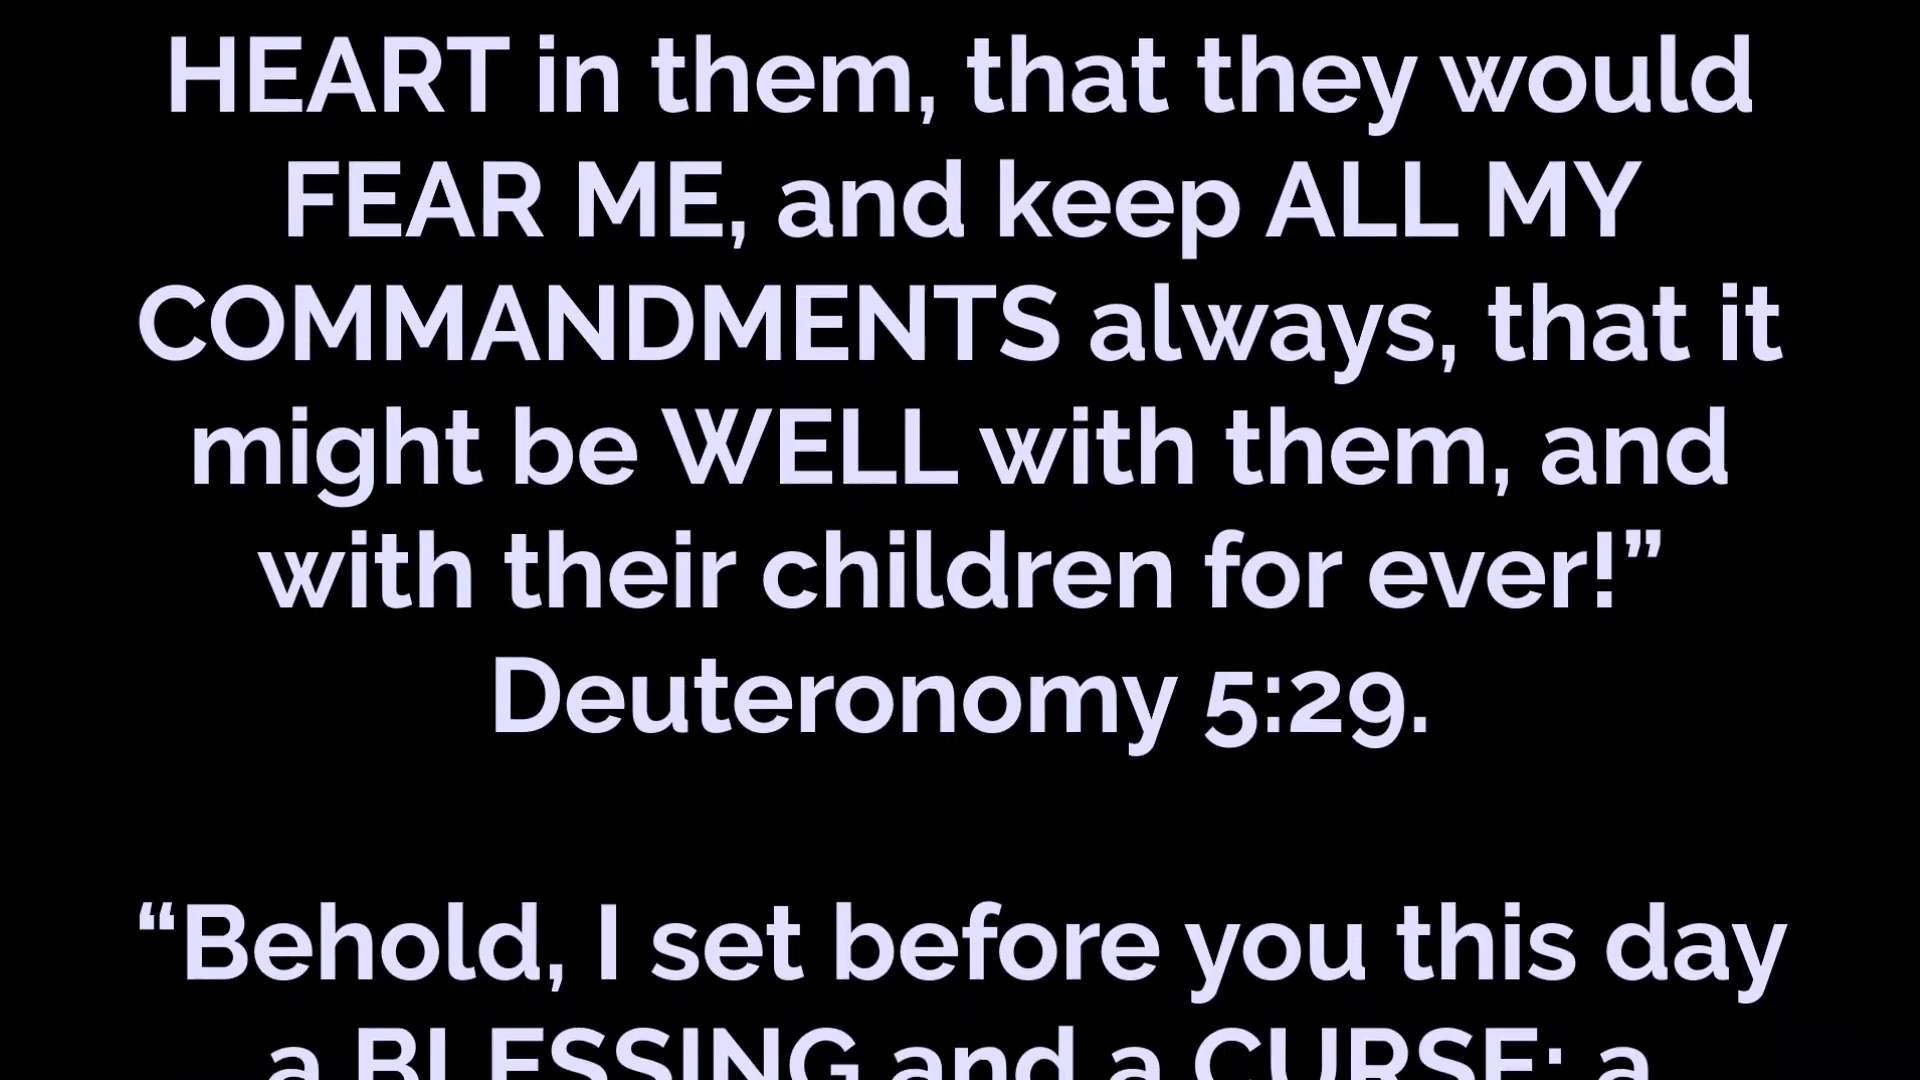 HEART in them, that they would
FEAR ME, and keep ALL MY
COMMANDMENTS always, that it
might be WELL with them, and
with their children for ever!”
Deuteronomy 5:29.
“Behold, I set before you this day
a BLESSING and a CURSE; a